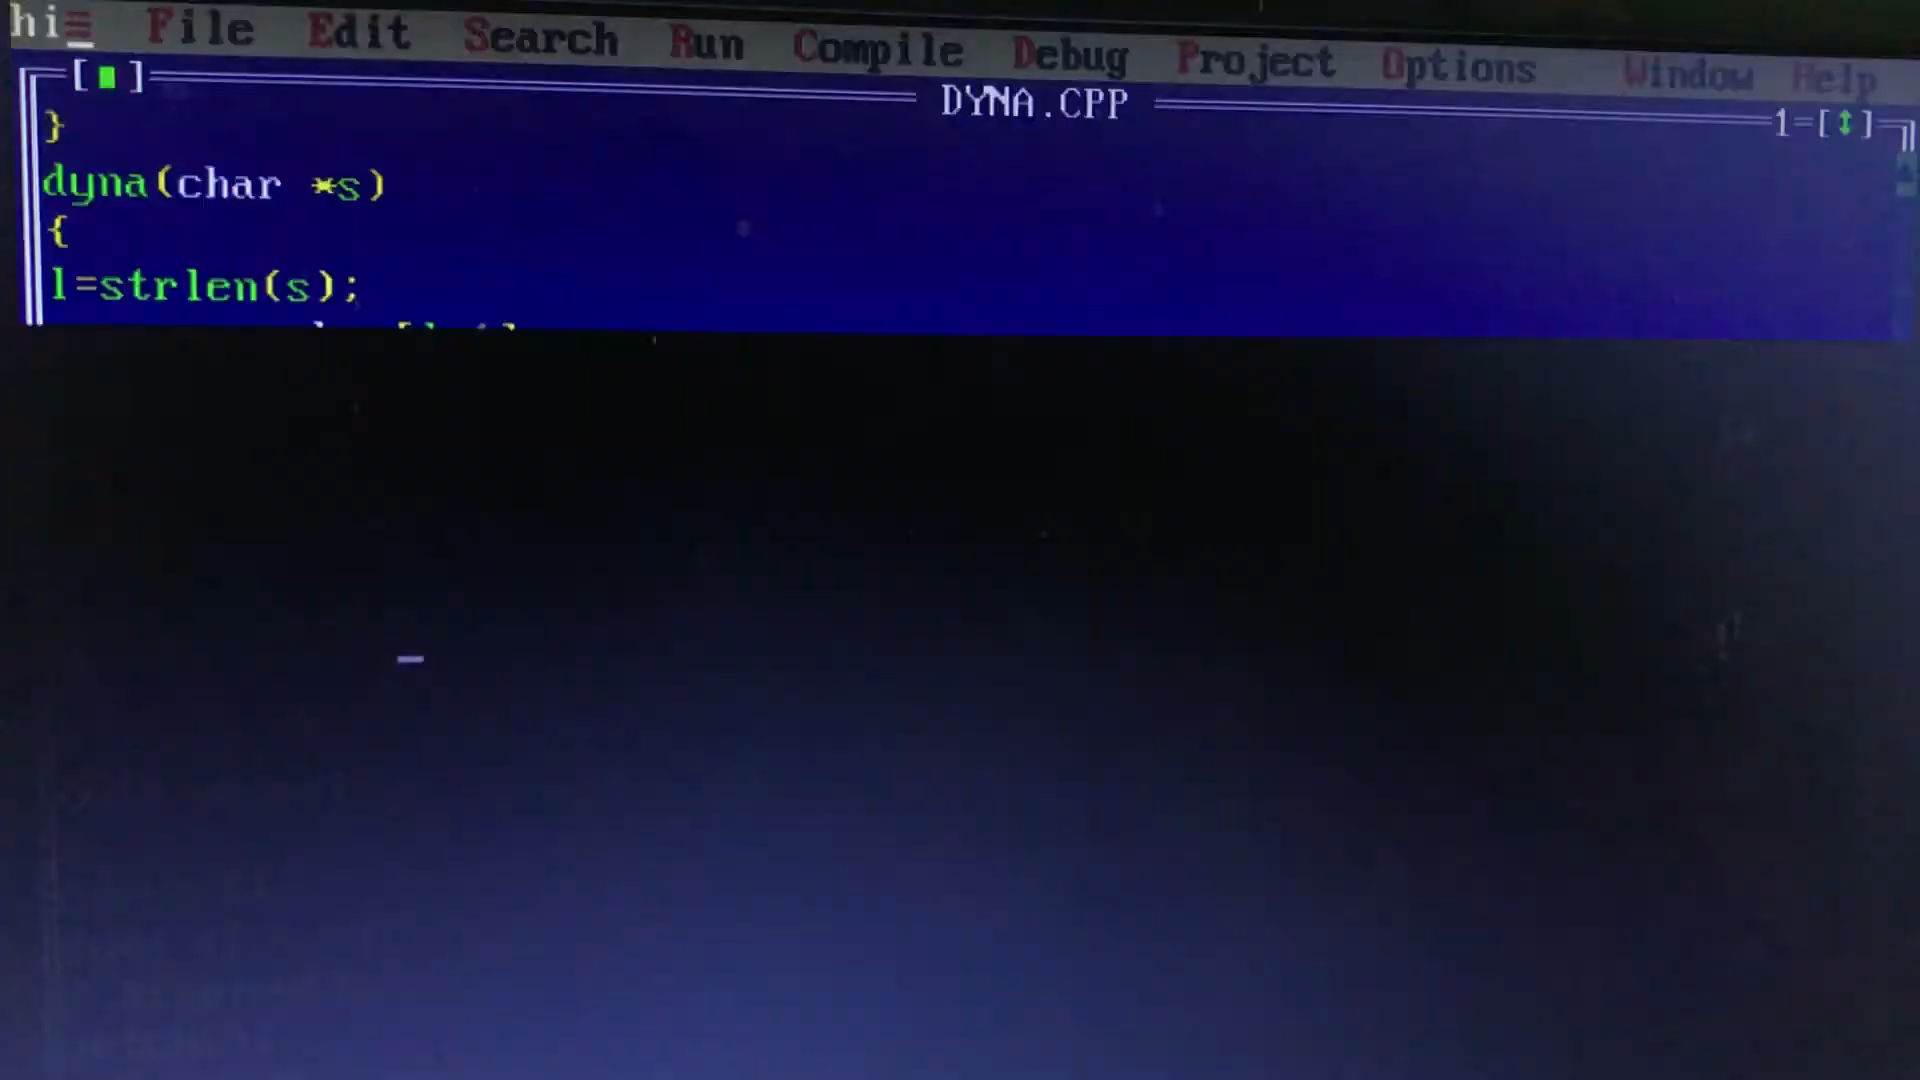 hi≡ File Edit Search Run Compile Debug Project Options Window Help
[■] DYNA.CPP 1=[↕]
}
dyna(char *s)
{
l=strlen(s);